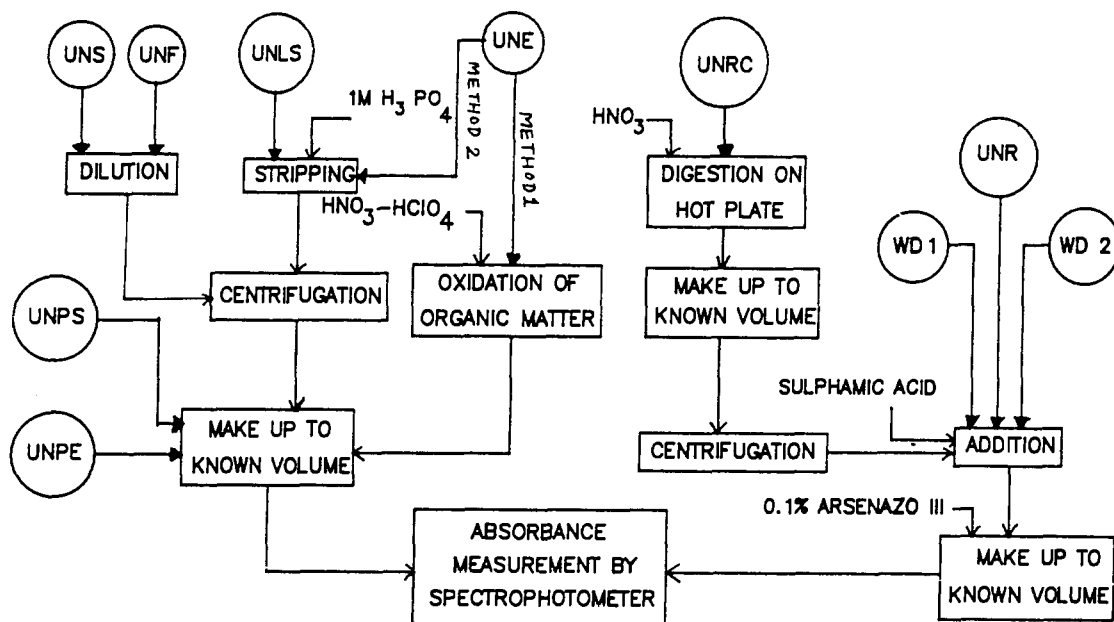 UNS
UNF
UNLS
UNE
UNRC
1M H3 PO4
METHOD 2
METHOD 1
HNO3
UNR
DILUTION
STRIPPING
DIGESTION ON
HOT PLATE
HNO3-HClO4
WD 1
WD 2
UNPS
CENTRIFUGATION
OXIDATION OF
ORGANIC MATTER
MAKE UP TO
KNOWN VOLUME
SULPHAMIC ACID
UNPE
MAKE UP TO
KNOWN VOLUME
CENTRIFUGATION
ADDITION
0.1% ARSENAZO III
ABSORBANCE
MEASUREMENT BY
SPECTROPHOTOMETER
MAKE UP TO
KNOWN VOLUME